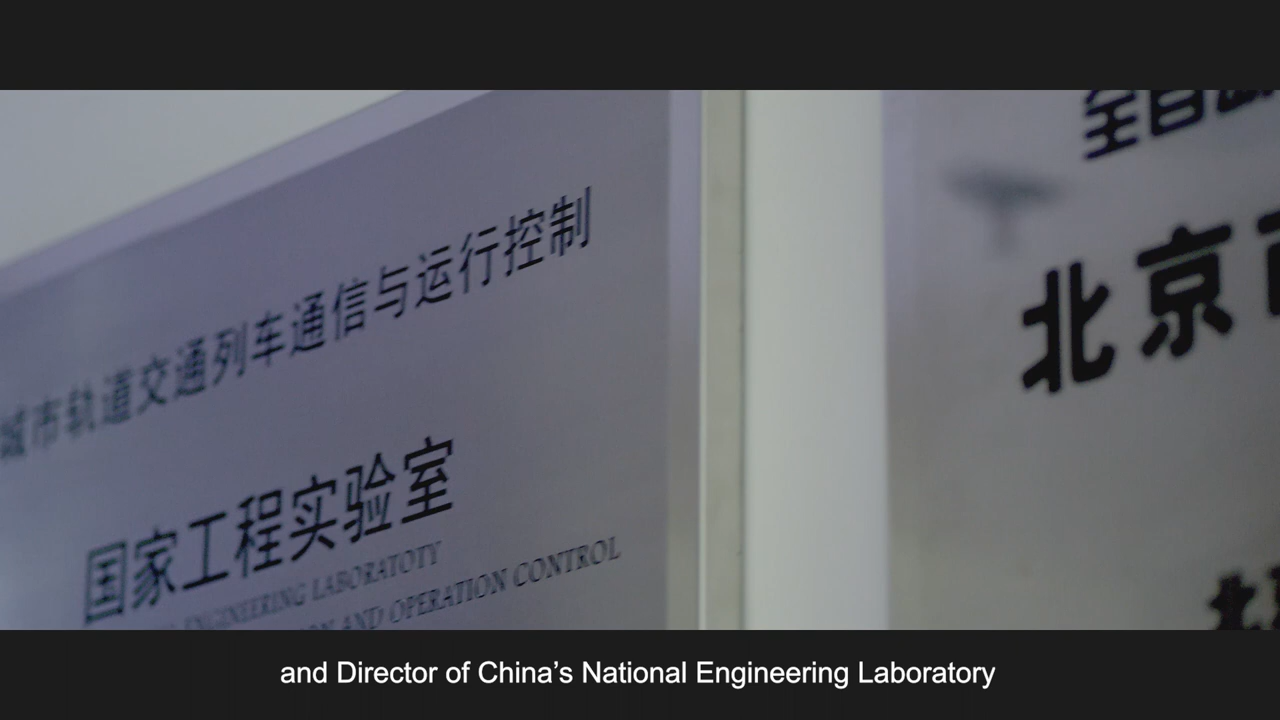 城市轨道交通列车通信与运行控制
国家工程实验室
ENGINEERING LABORATOTY
AND OPERATION CONTROL
北京
and Director of China’s National Engineering Laboratory